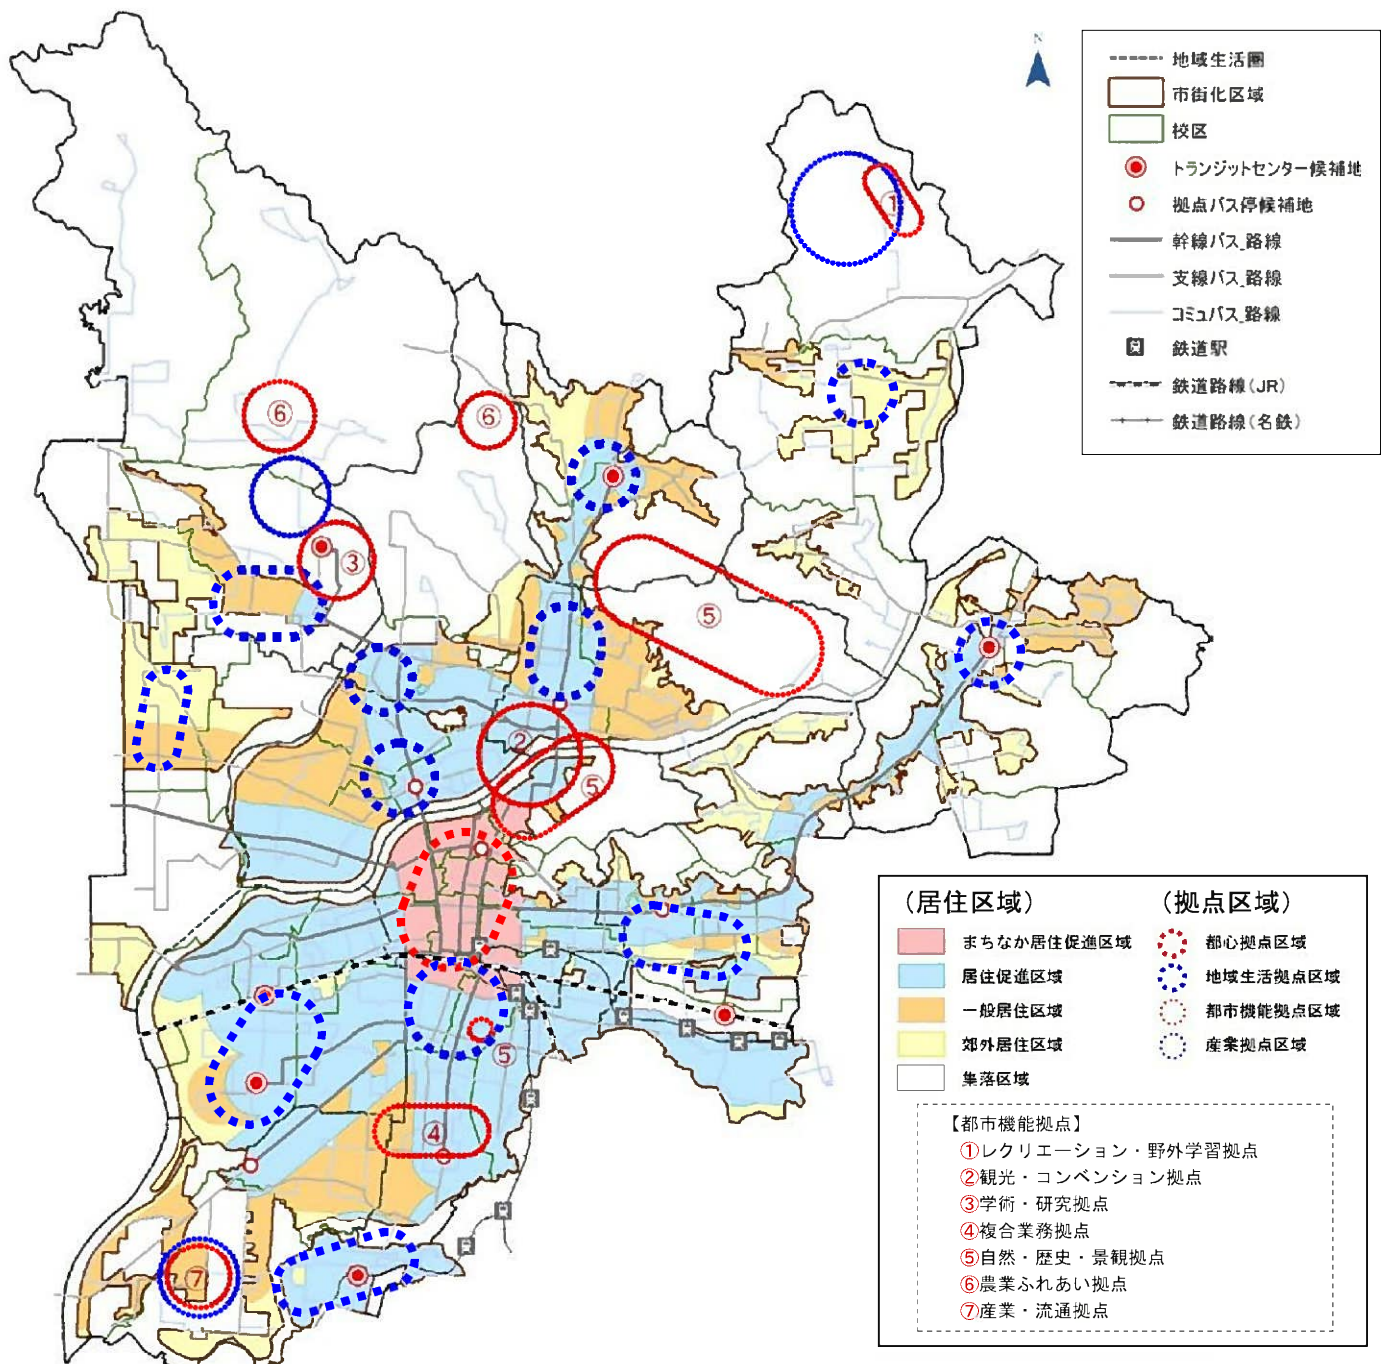 N
地域生活圏
市街化区域
校区
トランジットセンター候補地
拠点バス停候補地
幹線バス_路線
支線バス_路線
コミュバス_路線
鉄道駅
鉄道路線(JR)
鉄道路線(名鉄)
①
⑥
⑥
③
⑤
②
⑤
⑤
④
⑦
(居住区域)
まちなか居住促進区域
居住促進区域
一般居住区域
郊外居住区域
集落区域
(拠点区域)
都心拠点区域
地域生活拠点区域
都市機能拠点区域
産業拠点区域
【都市機能拠点】
①レクリエーション・野外学習拠点
②観光・コンベンション拠点
③学術・研究拠点
④複合業務拠点
⑤自然・歴史・景観拠点
⑥農業ふれあい拠点
⑦産業・流通拠点